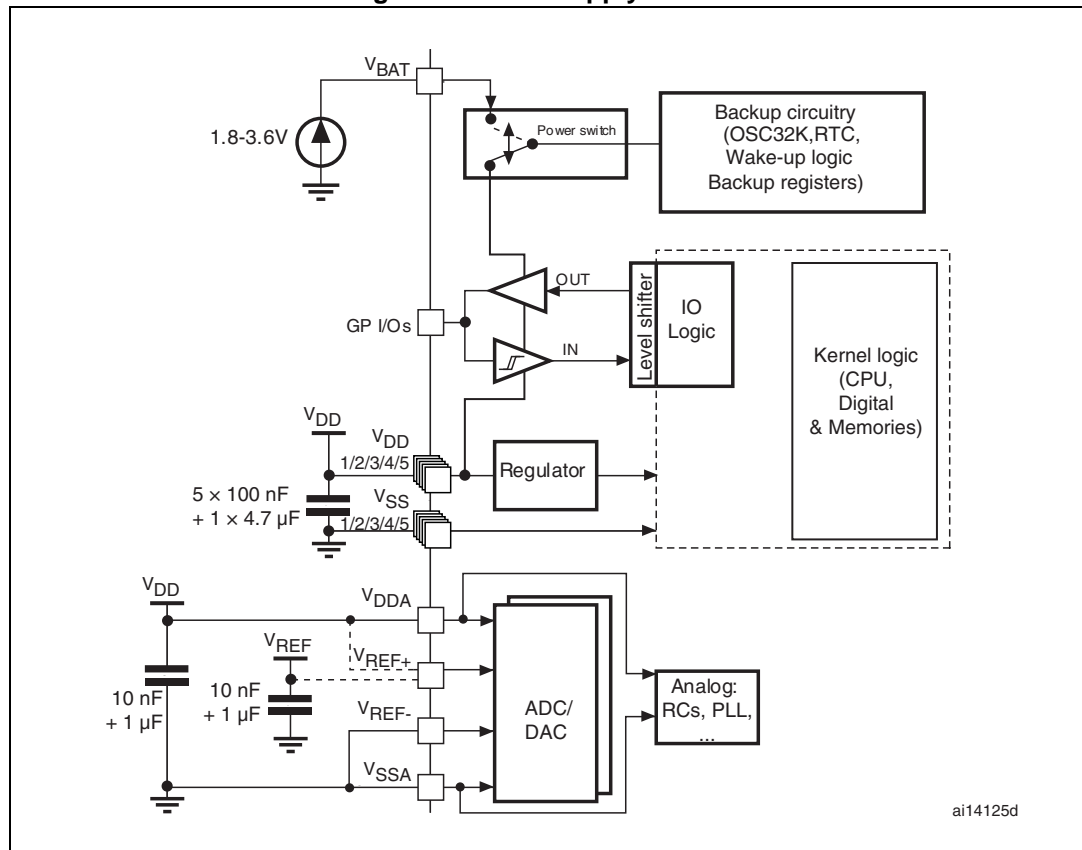 VBAT
1.8-3.6V
Power switch
Backup circuitry
(OSC32K,RTC,
Wake-up logic
Backup registers)
OUT
GP I/Os
IN
Level shifter
IO
Logic
Kernel logic
(CPU,
Digital
& Memories)
VDD
VDD
1/2/3/4/5
Regulator
5 × 100 nF
+ 1 × 4.7 µF
VSS
1/2/3/4/5
VDD
VDDA
VREF
VREF+
10 nF
+ 1 µF
10 nF
+ 1 µF
VREF-
ADC/
DAC
Analog:
RCs, PLL,
...
VSSA
ai14125d